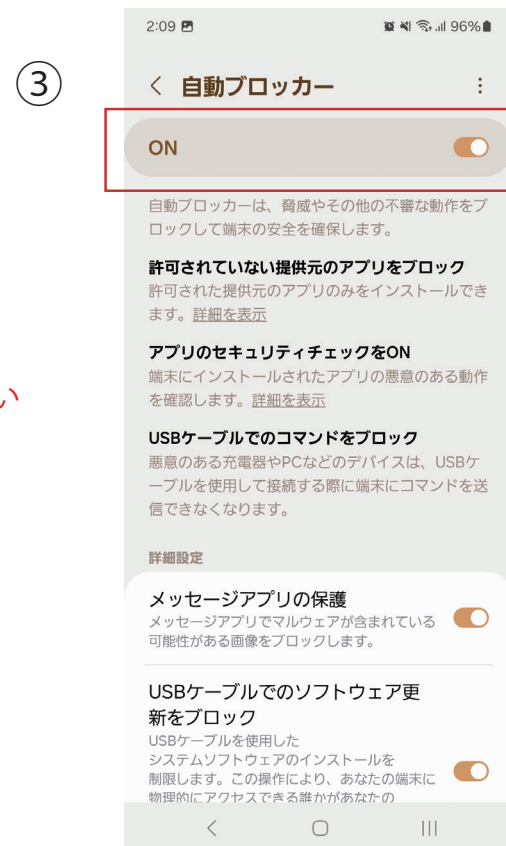 ③
2:09 96%
自動ブロッカー
ON
自動ブロッカーは、脅威やその他の不審な動作をブ
ロックして端末の安全を確保します。
許可されていない提供元のアプリをブロック
許可された提供元のアプリのみをインストールでき
ます。詳細を表示
アプリのセキュリティチェックをON
端末にインストールされたアプリの悪意のある動作
を確認します。詳細を表示
い
USBケーブルでのコマンドをブロック
悪意のある充電器やPCなどのデバイスは、USBケ
ーブルを使用して接続する際に端末にコマンドを送
信できなくなります。
詳細設定
メッセージアプリの保護
メッセージアプリでマルウェアが含まれている
可能性がある画像をブロックします。
USBケーブルでのソフトウェア更
新をブロック
USBケーブルを使用した
システムソフトウェアのインストールを
制限します。この操作により、あなたの端末に
物理的にアクセスできる誰かがあなたの